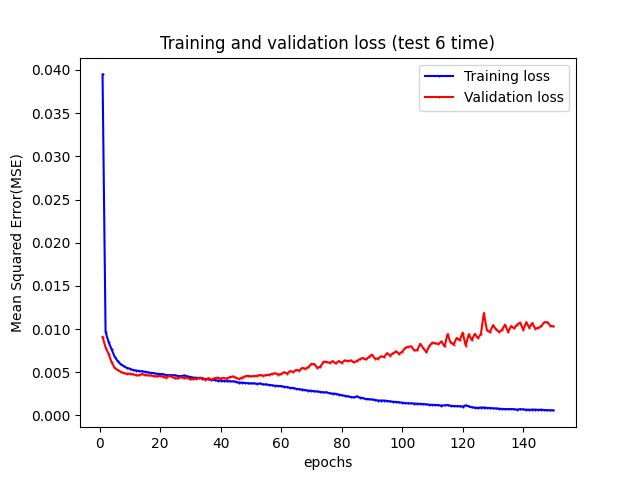 Training and validation loss (test 6 time)
Training loss
Validation loss
Mean Squared Error(MSE)
0.040
0.035
0.030
0.025
0.020
0.015
0.010
0.005
0.000
0 20 40 60 80 100 120 140
epochs